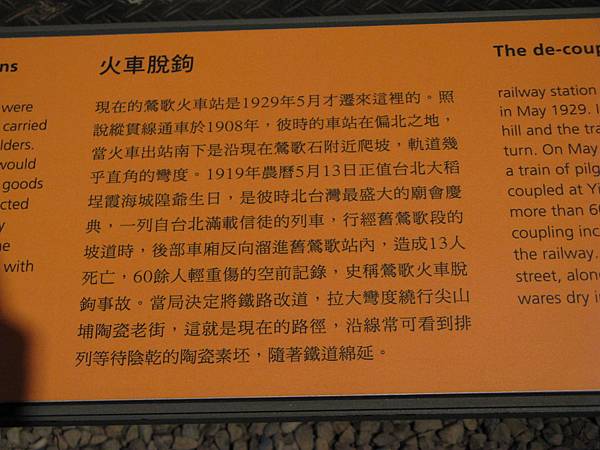 ns
were
carried
lders.
would
goods
cted
y
ne
with
火車脫鉤
現在的鶯歌火車站是1929年5月才遷來這裡的。照
說縱貫線通車於1908年，彼時的車站在偏北之地，
當火車出站南下是沿現在鶯歌石附近爬坡，軌道幾
乎直角的彎度。1919年農曆5月13日正值台北大稻
埕霞海城隍爺生日，是彼時北台灣最盛大的廟會慶
典，一列自台北滿載信徒的列車，行經舊鶯歌段的
坡道時，後部車廂反向溜進舊鶯歌站內，造成13人
死亡，60餘人輕重傷的空前記錄，史稱鶯歌火車脫
鉤事故。當局決定將鐵路改道，拉大彎度繞行尖山
埔陶瓷老街，這就是現在的路徑，沿線常可看到排
列等待陰乾的陶瓷素坯，隨著鐵道綿延。
The de-coup
railway station
in May 1929. I
hill and the tra
turn. On May
a train of pilg
coupled at Yi
more than 6
coupling inc
the railway.
street, alon
wares dry i